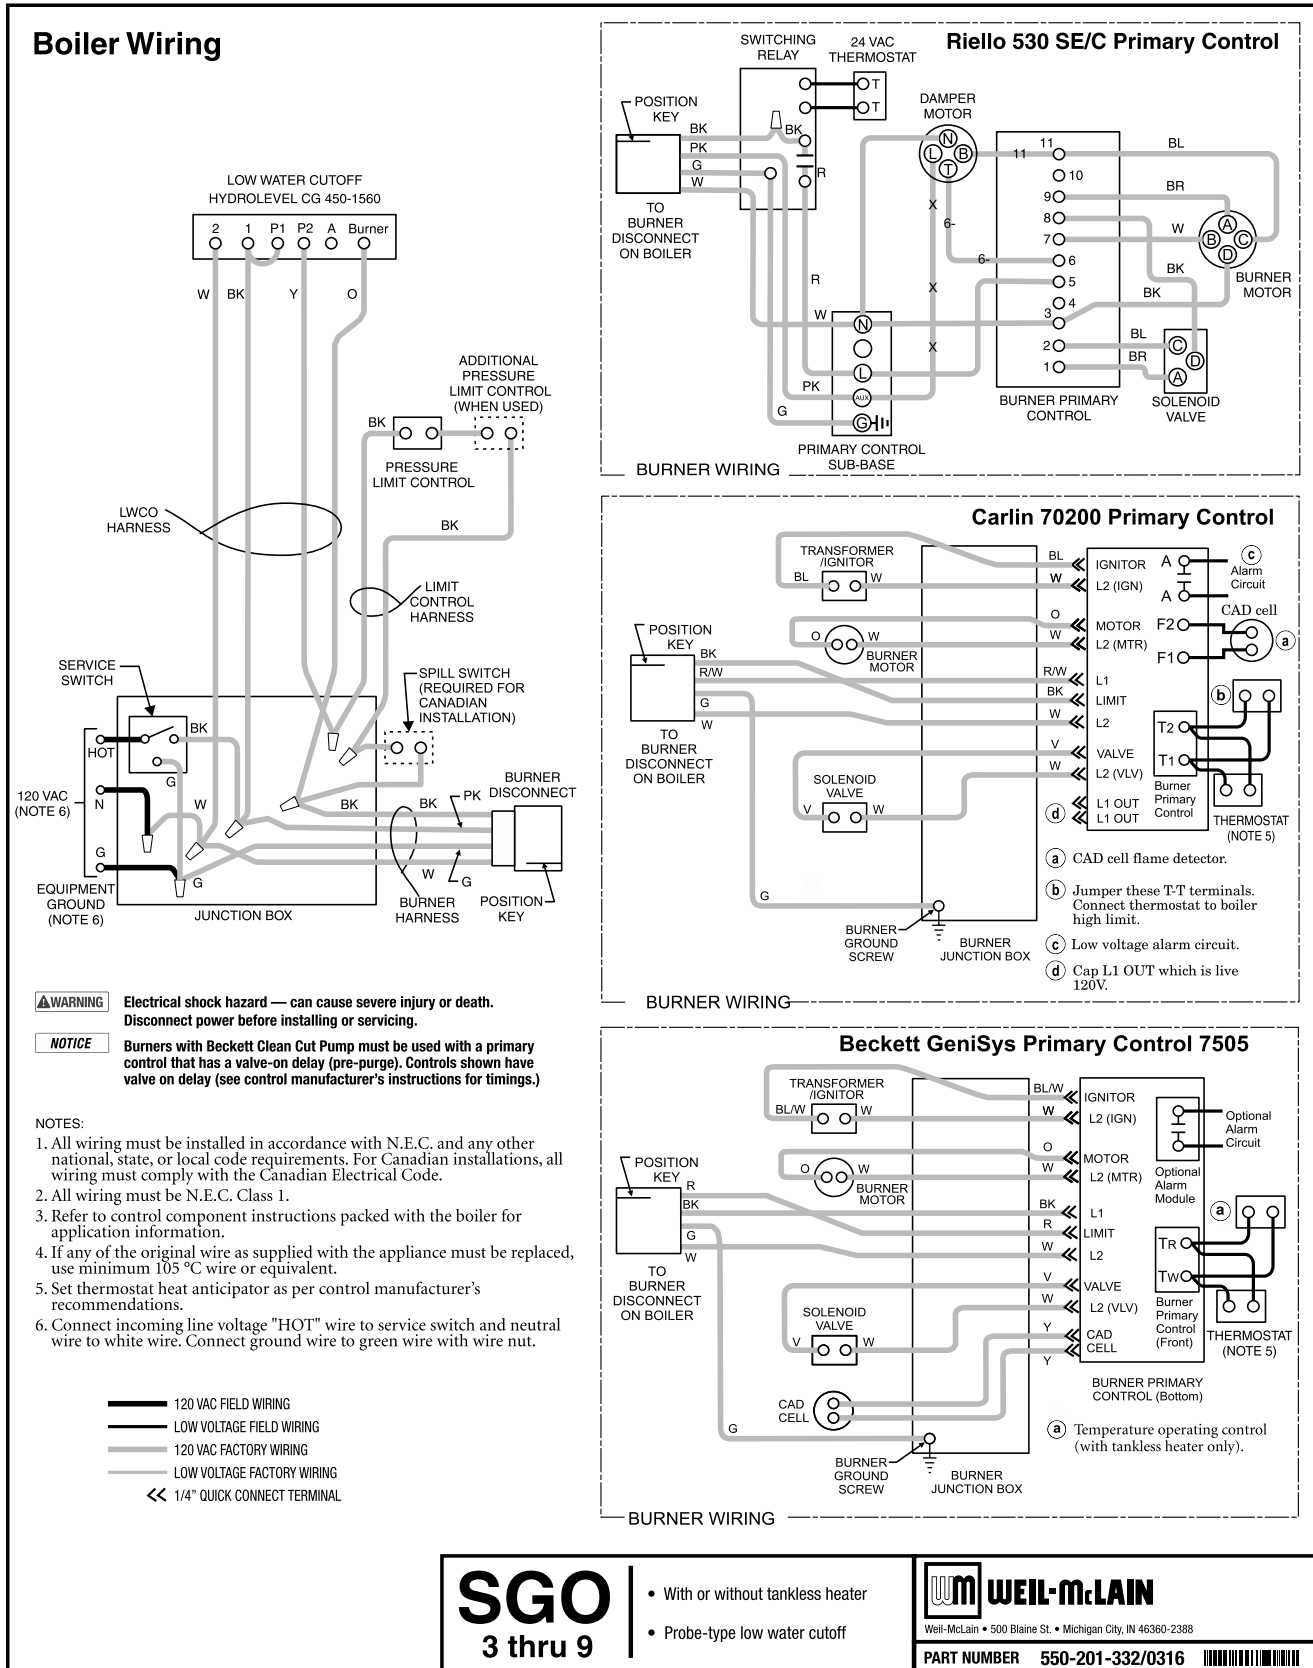 Boiler Wiring
LOW WATER CUTOFF
HYDROLEVEL CG 450-1560
2 1 P1 P2 A Burner
W BK Y O
ADDITIONAL
PRESSURE
LIMIT CONTROL
(WHEN USED)
BK
PRESSURE
LIMIT CONTROL
LWCO
HARNESS
BK
LIMIT
CONTROL
HARNESS
SERVICE
SWITCH
SPILL SWITCH
(REQUIRED FOR
CANADIAN
INSTALLATION)
BK
HOT
G
120 VAC
(NOTE 6)
N
W
BK BK PK
BURNER
DISCONNECT
G
G
W G
EQUIPMENT
GROUND
(NOTE 6)
JUNCTION BOX
BURNER
HARNESS
POSITION
KEY
WARNING
Electrical shock hazard — can cause severe injury or death.
Disconnect power before installing or servicing.
NOTICE
Burners with Beckett Clean Cut Pump must be used with a primary
control that has a valve-on delay (pre-purge). Controls shown have
valve on delay (see control manufacturer's instructions for timings.)
NOTES:
1. All wiring must be installed in accordance with N.E.C. and any other
national, state, or local code requirements. For Canadian installations, all
wiring must comply with the Canadian Electrical Code.
2. All wiring must be N.E.C. Class 1.
3. Refer to control component instructions packed with the boiler for
application information.
4. If any of the original wire as supplied with the appliance must be replaced,
use minimum 105 °C wire or equivalent.
5. Set thermostat heat anticipator as per control manufacturer's
recommendations.
6. Connect incoming line voltage "HOT" wire to service switch and neutral
wire to white wire. Connect ground wire to green wire with wire nut.
120 VAC FIELD WIRING
LOW VOLTAGE FIELD WIRING
120 VAC FACTORY WIRING
LOW VOLTAGE FACTORY WIRING
1/4" QUICK CONNECT TERMINAL
Riello 530 SE/C Primary Control
SWITCHING
RELAY
24 VAC
THERMOSTAT
T
T
POSITION
KEY
BK
PK
G
W
BK
R
TO
BURNER
DISCONNECT
ON BOILER
DAMPER
MOTOR
N
L B
T
X
6-
X
X
6-
11
11
10
9
8
7
6
5
4
3
2
1
BL
BR
W
BK
BK
BL
BR
A
B C
D
BURNER
MOTOR
C
D
A
SOLENOID
VALVE
BURNER PRIMARY
CONTROL
R
W
PK
G
N
L
AUX
G
PRIMARY CONTROL
SUB-BASE
BURNER WIRING
Carlin 70200 Primary Control
TRANSFORMER
/IGNITOR
BL W
O W
BURNER
MOTOR
POSITION
KEY
BK
R/W
G
W
TO
BURNER
DISCONNECT
ON BOILER
SOLENOID
VALVE
V W
G
BURNER
GROUND
SCREW
BURNER
JUNCTION BOX
BL IGNITOR
W L2 (IGN)
O MOTOR
W L2 (MTR)
R/W L1
BK LIMIT
W L2
V VALVE
W L2 (VLV)
d L1 OUT
L1 OUT
A
A
c
Alarm
Circuit
CAD cell
F2
F1
a
b
T2
T1
Burner
Primary
Control
THERMOSTAT
(NOTE 5)
a CAD cell flame detector.
b Jumper these T-T terminals.
Connect thermostat to boiler
high limit.
c Low voltage alarm circuit.
d Cap L1 OUT which is live
120V.
BURNER WIRING
Beckett GeniSys Primary Control 7505
TRANSFORMER
/IGNITOR
BL/W W
O W
BURNER
MOTOR
POSITION
KEY
R
BK
G
W
TO
BURNER
DISCONNECT
ON BOILER
SOLENOID
VALVE
V W
CAD
CELL
G
BURNER
GROUND
SCREW
BURNER
JUNCTION BOX
BL/W IGNITOR
W L2 (IGN)
O MOTOR
W L2 (MTR)
BK L1
R LIMIT
W L2
V VALVE
W L2 (VLV)
Y CAD
CELL
Y
Optional
Alarm
Circuit
Optional
Alarm
Module
a
TR
TW
Burner
Primary
Control
(Front)
THERMOSTAT
(NOTE 5)
BURNER PRIMARY
CONTROL (Bottom)
a Temperature operating control
(with tankless heater only).
BURNER WIRING
SGO
3 thru 9
• With or without tankless heater
• Probe-type low water cutoff
WM WEIL-McLAIN
Weil-McLain • 500 Blaine St. • Michigan City, IN 46360-2388
PART NUMBER 550-201-332/0316